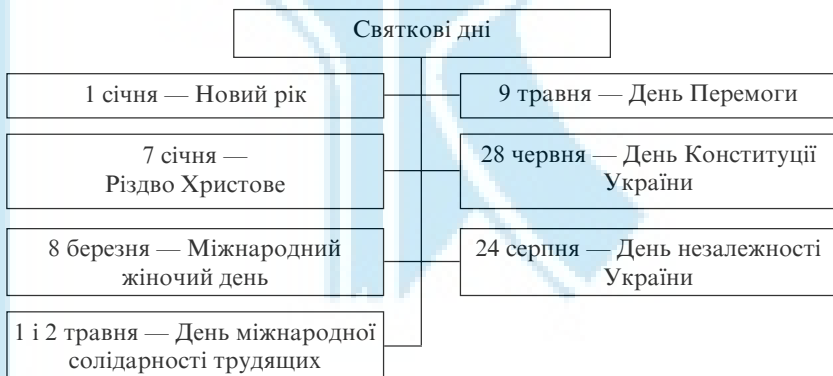 Святкові дні
1 січня — Новий рік
9 травня — День Перемоги
7 січня —
Різдво Христове
28 червня — День Конституції
України
8 березня — Міжнародний
жіночий день
24 серпня — День незалежності
України
1 і 2 травня — День міжнародної
солідарності трудящих